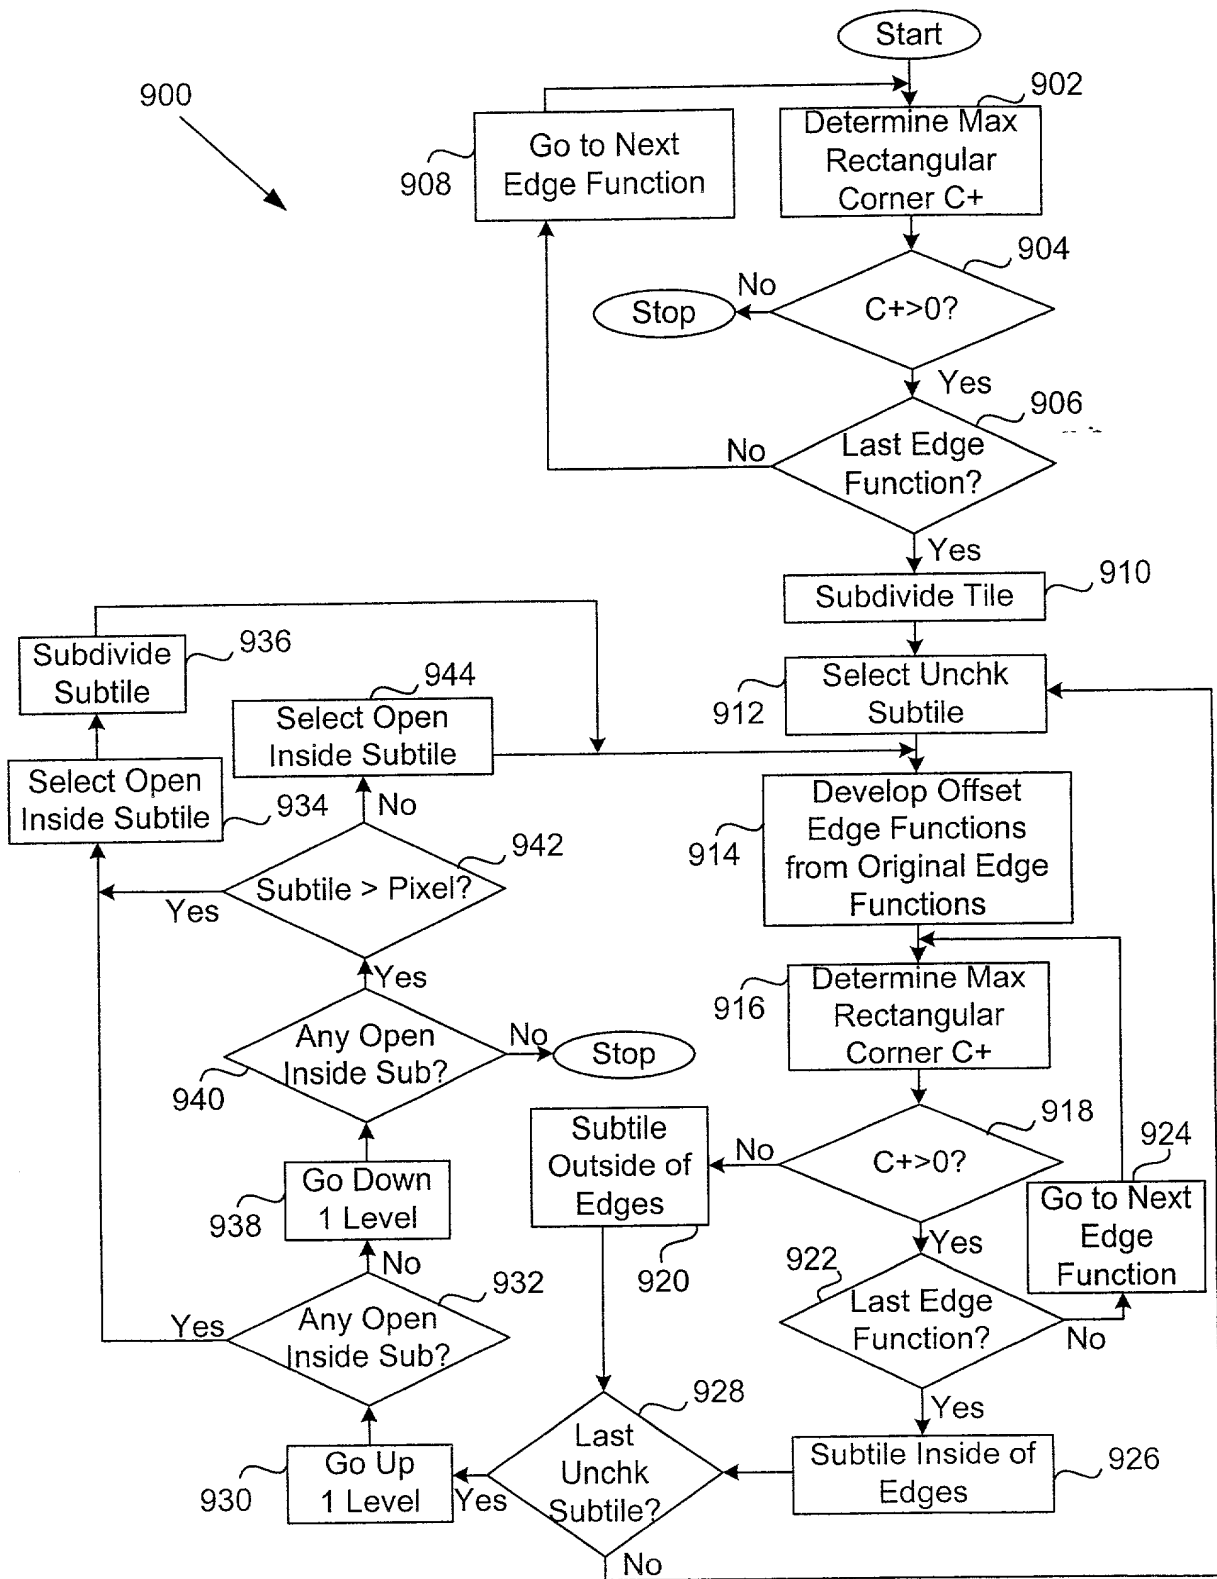 Start
900
902
Determine Max
Rectangular
Corner C+
Go to Next
Edge Function
908
904
No
C+>0?
Stop
Yes
906
No
Last Edge
Function?
Yes
910
Subdivide Tile
Subdivide
Subtile
936
944
Select Unchk
Subtile
912
Select Open
Inside Subtile
Select Open
Inside Subtile
934
No
Develop Offset
Edge Functions
from Original Edge
Functions
914
942
Subtile > Pixel?
Yes
Yes
Determine Max
Rectangular
Corner C+
916
Any Open
Inside Sub?
No
Stop
940
918
C+>0?
No
Subtile
Outside of
Edges
924
Go to Next
Edge
Function
Go Down
1 Level
938
Yes
920
922
No
932
Last Edge
Function?
No
Yes
Any Open
Inside Sub?
Yes
928
Last
Unchk
Subtile?
Subtile Inside of
Edges
926
Go Up
1 Level
930
Yes
No